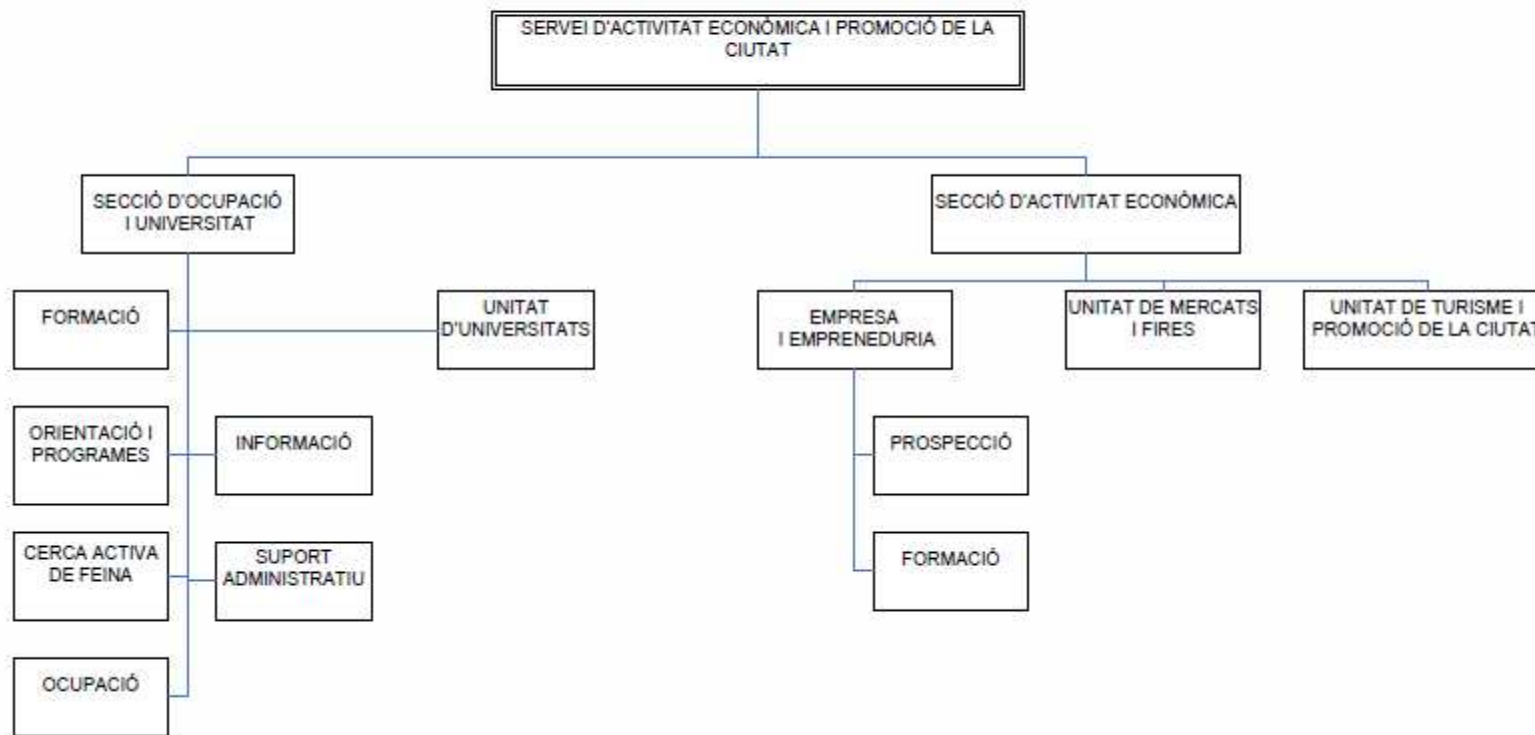 SERVEI D'ACTIVITAT ECONÒMICA I PROMOCIÓ DE LA
CIUTAT
SECCIÓ D'OCUPACIÓ
I UNIVERSITAT
SECCIÓ D'ACTIVITAT ECONÒMICA
FORMACIÓ
UNITAT
D'UNIVERSITATS
EMPRESA
I EMPRENEDURIA
UNITAT DE MERCATS
I FIRES
UNITAT DE TURISME I
PROMOCIÓ DE LA CIUTAT
ORIENTACIÓ I
PROGRAMES
INFORMACIÓ
PROSPECCIÓ
CERCA ACTIVA
DE FEINA
SUPORT
ADMINISTRATIU
FORMACIÓ
OCUPACIÓ